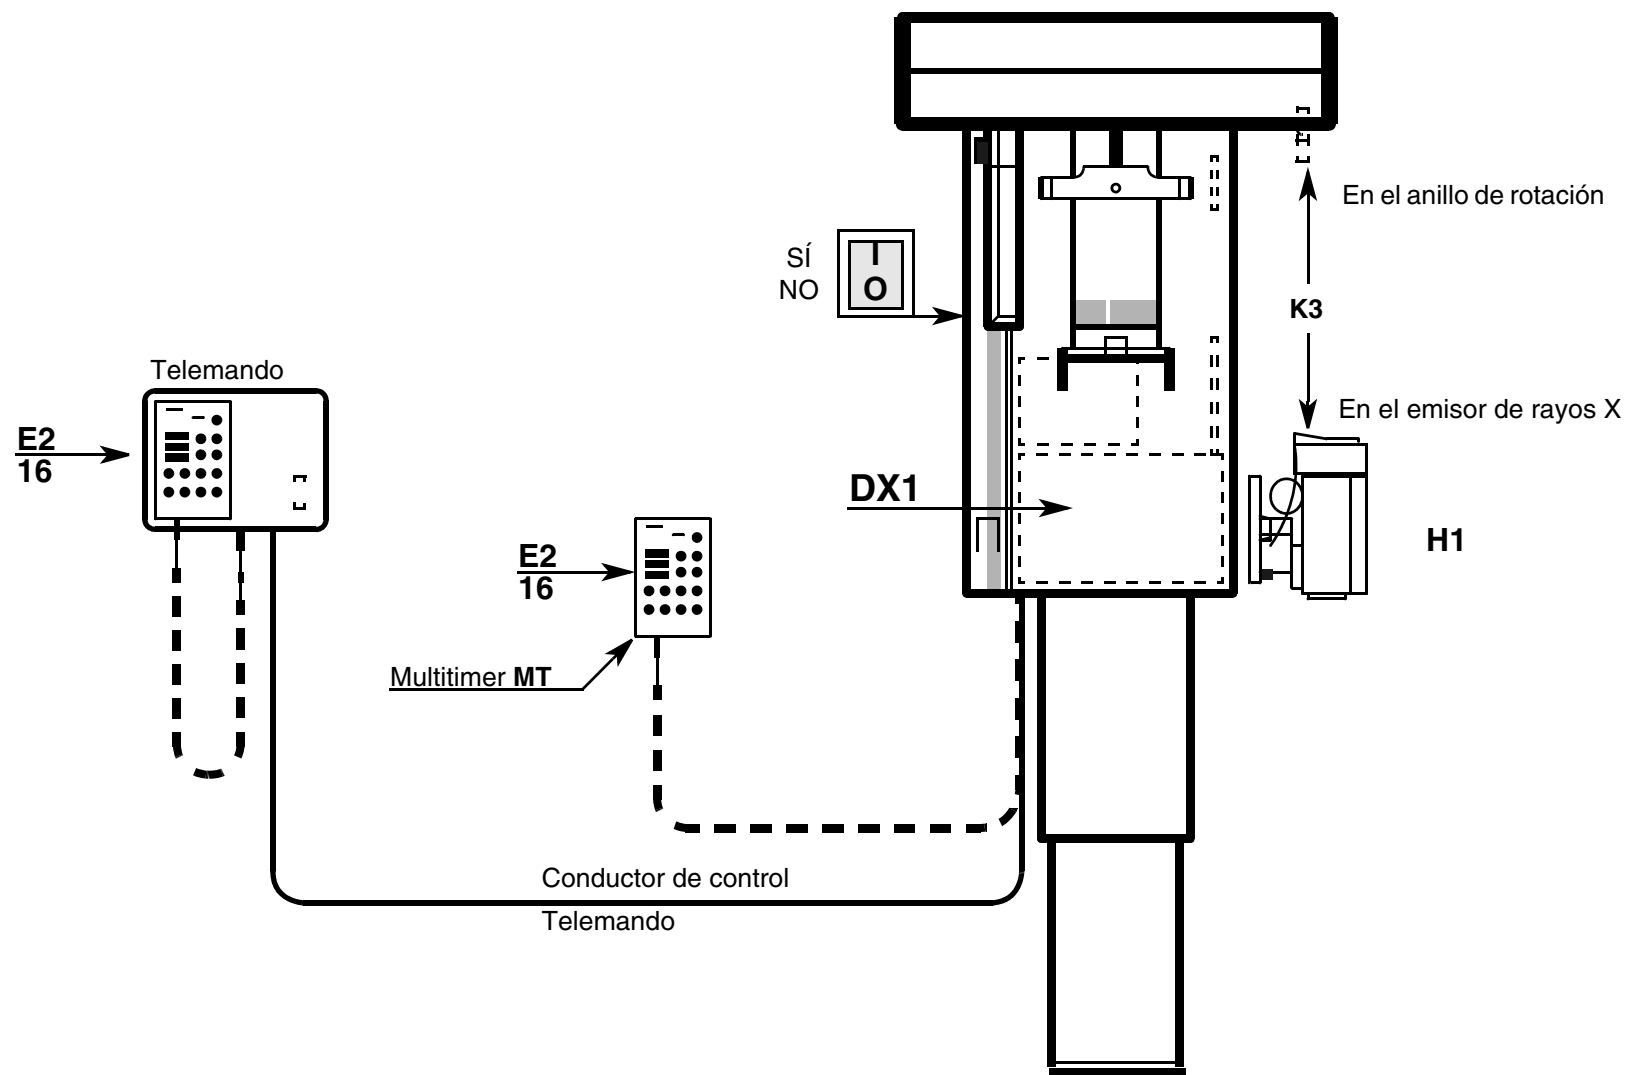 En el anillo de rotación
SÍ
NO
I
O
K3
Telemando
En el emisor de rayos X
E2
16
DX1
H1
E2
16
Multitimer MT
Conductor de control
Telemando